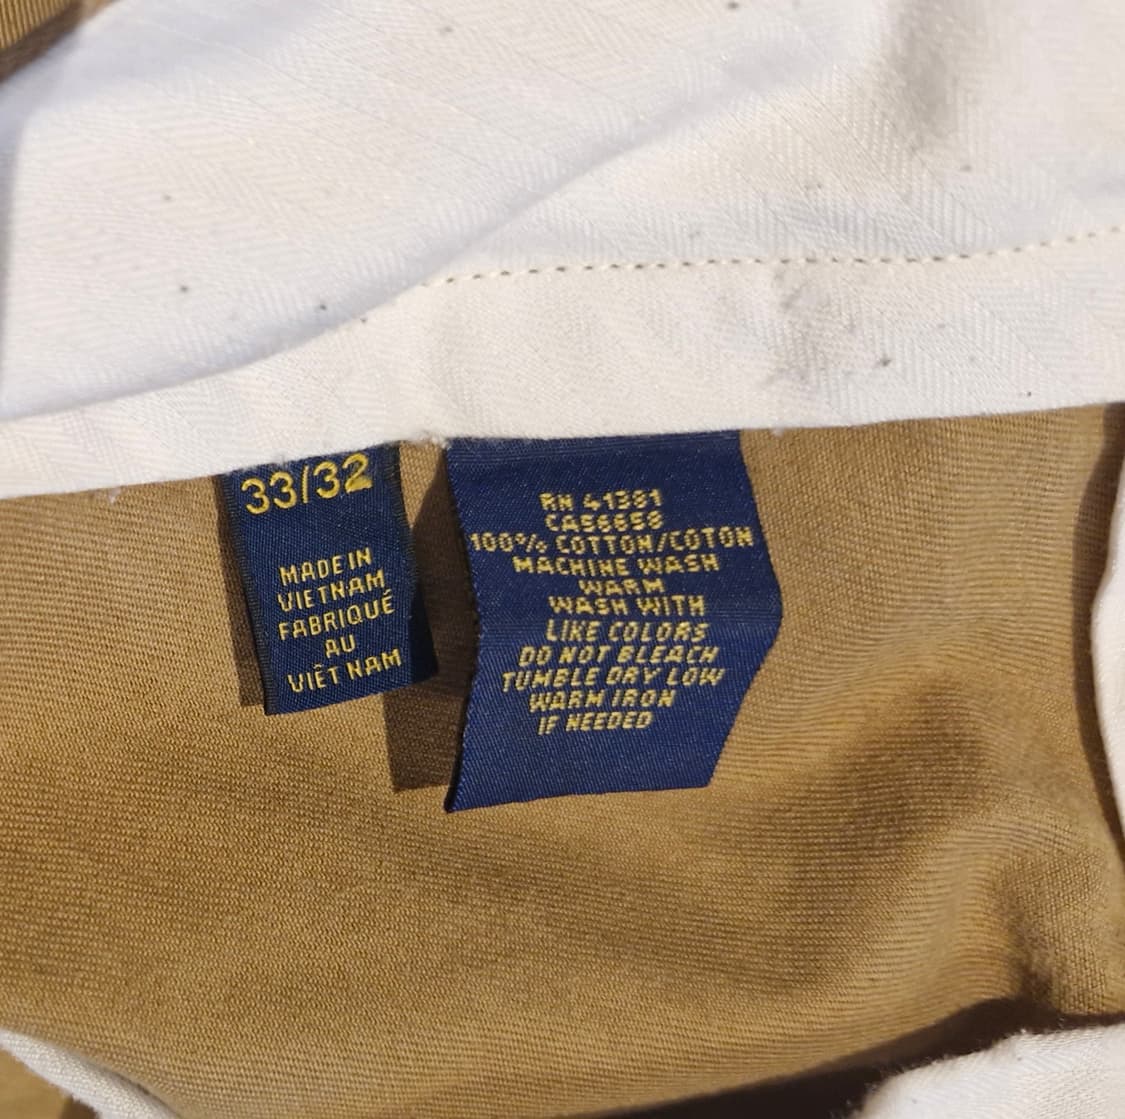 33/32
MADE IN
VIETNAM
FABRIQUÉ
AU
VIÊT NAM
RN 41381
CA56658
100% COTTON/COTON
MACHINE WASH
WARM
WASH WITH
LIKE COLORS
DO NOT BLEACH
TUMBLE DRY LOW
WARM IRON
IF NEEDED